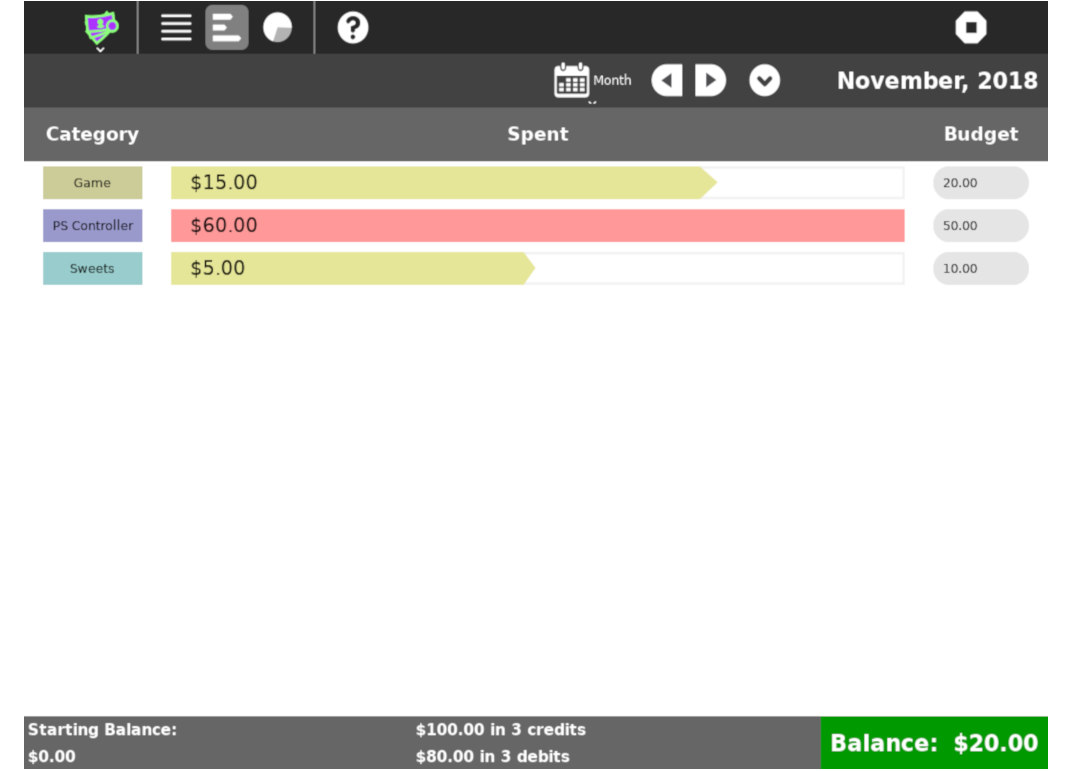 Month
November, 2018
Category Spent Budget
Game $15.00 20.00
PS Controller $60.00 50.00
Sweets $5.00 10.00
Starting Balance: $100.00 in 3 credits
$0.00 $80.00 in 3 debits
Balance: $20.00